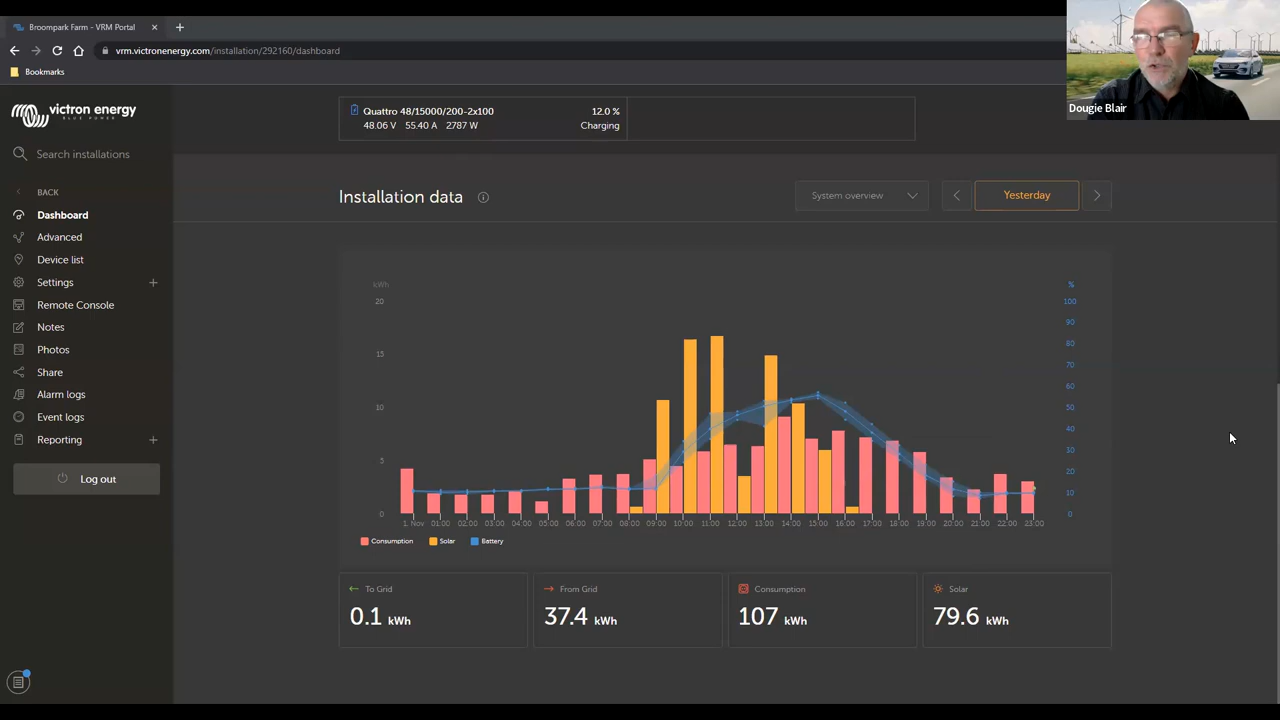 Broompark Farm - VRM Portal
vrm.victronenergy.com/installation/292160/dashboard
Bookmarks
Dougie Blair
victron energy
BLUE POWER
Search installations
BACK
Dashboard
Advanced
Device list
Settings
Remote Console
Notes
Photos
Share
Alarm logs
Event logs
Reporting
Log out
Quattro 48/15000/200-2x100 12.0 %
48.06 V 55.40 A 2787 W Charging
Installation data
System overview
Yesterday
kWh %
20 100
90
15 80
70
60
10 50
40
5 30
20
10
0 0
1. Nov 01:00 02:00 03:00 04:00 05:00 06:00 07:00 08:00 09:00 10:00 11:00 12:00 13:00 14:00 15:00 16:00 17:00 18:00 19:00 20:00 21:00 22:00 23:00
Consumption Solar Battery
To Grid
0.1 kWh
From Grid
37.4 kWh
Consumption
107 kWh
Solar
79.6 kWh